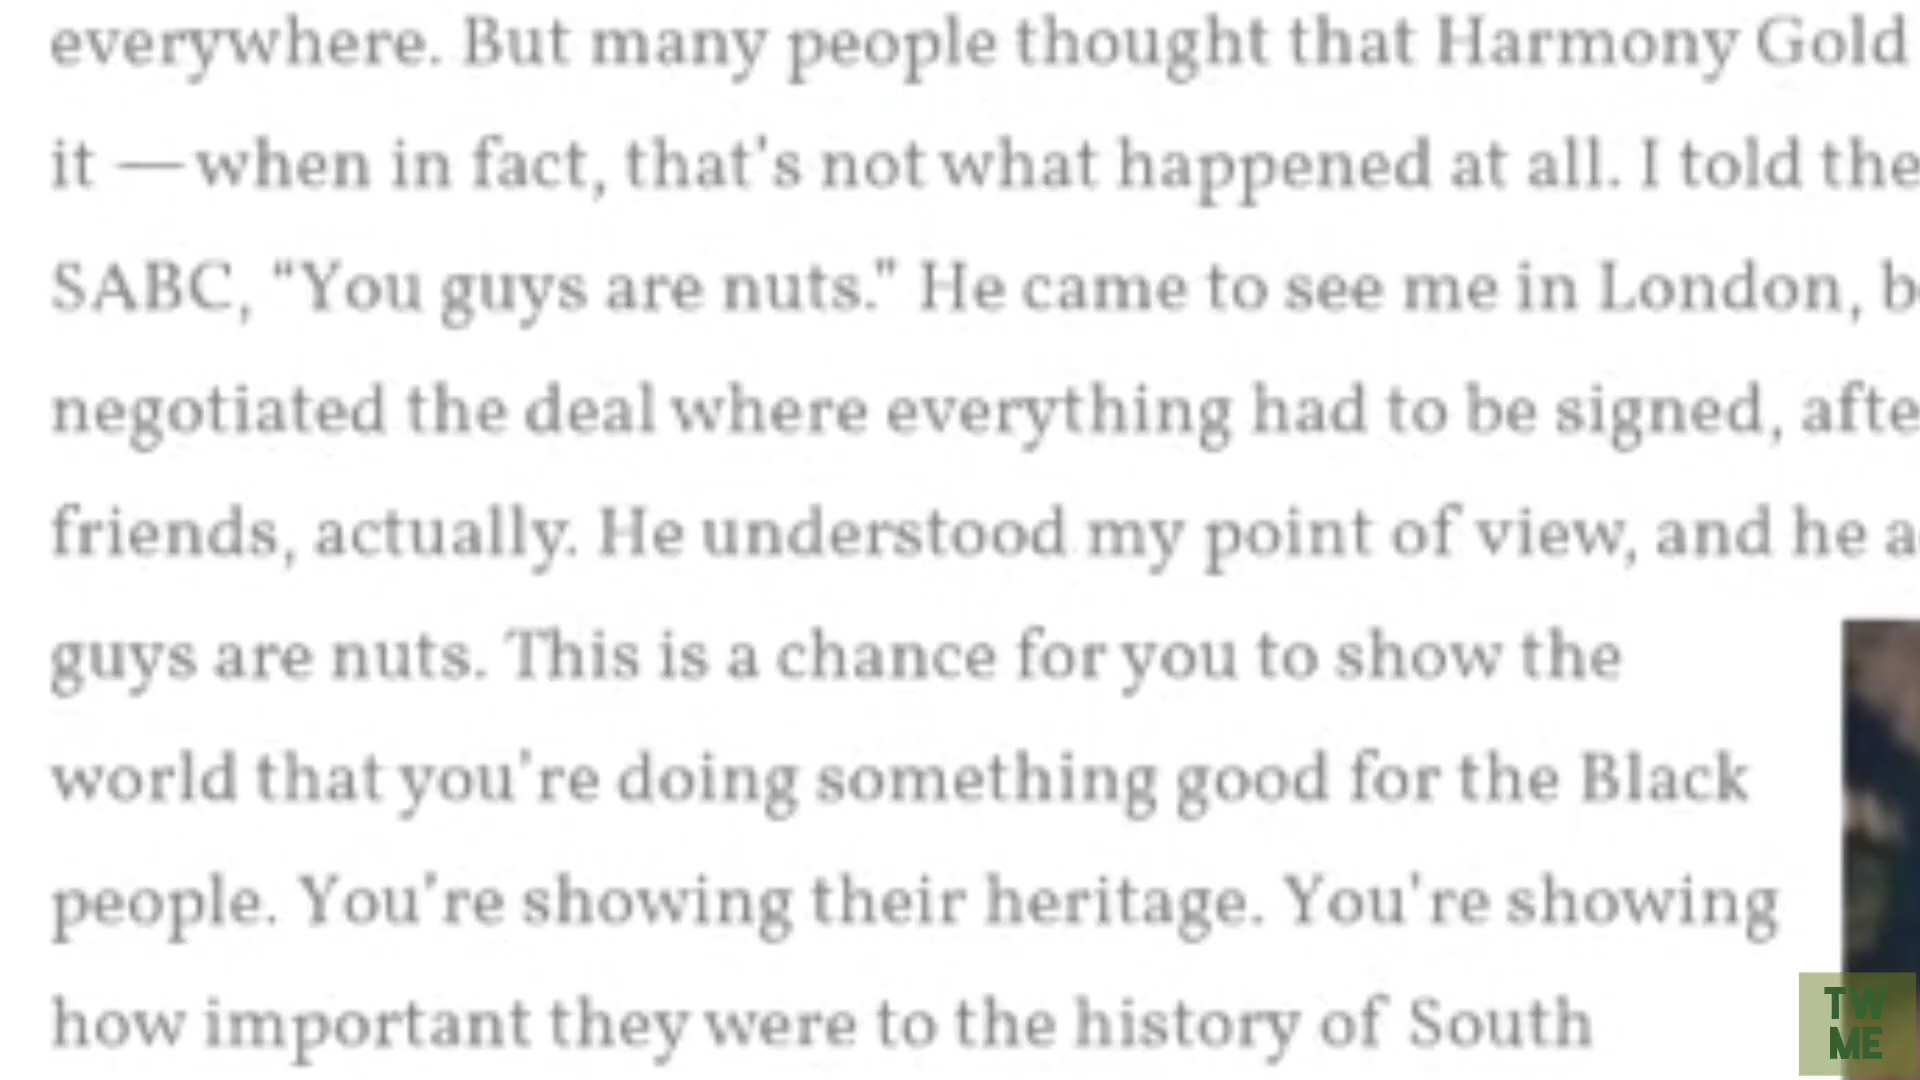 everywhere. But many people thought that Harmony Gold
it — when in fact, that's not what happened at all. I told the
SABC, "You guys are nuts." He came to see me in London,
negotiated the deal where everything had to be signed,
friends, actually. He understood my point of view, and he
guys are nuts. This is a chance for you to show the
world that you're doing something good for the Black
people. You're showing their heritage. You're showing
how important they were to the history of South
TW
ME